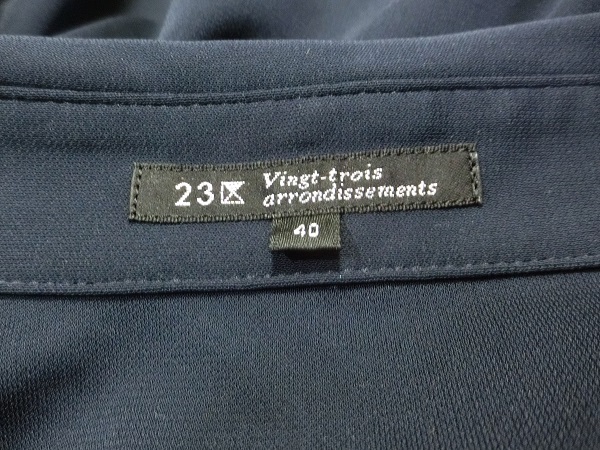 23区 Vingt-trois
arrondissements
40